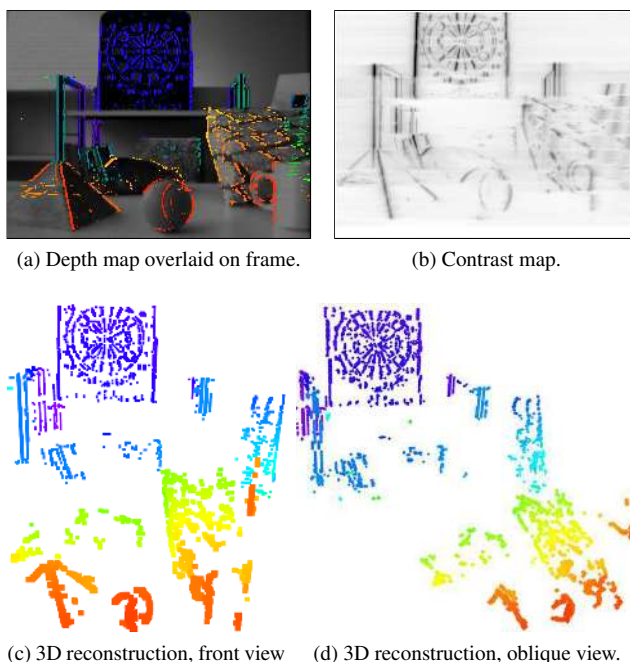 (a) Depth map overlaid on frame.
(b) Contrast map.
(c) 3D reconstruction, front view
(d) 3D reconstruction, oblique view.